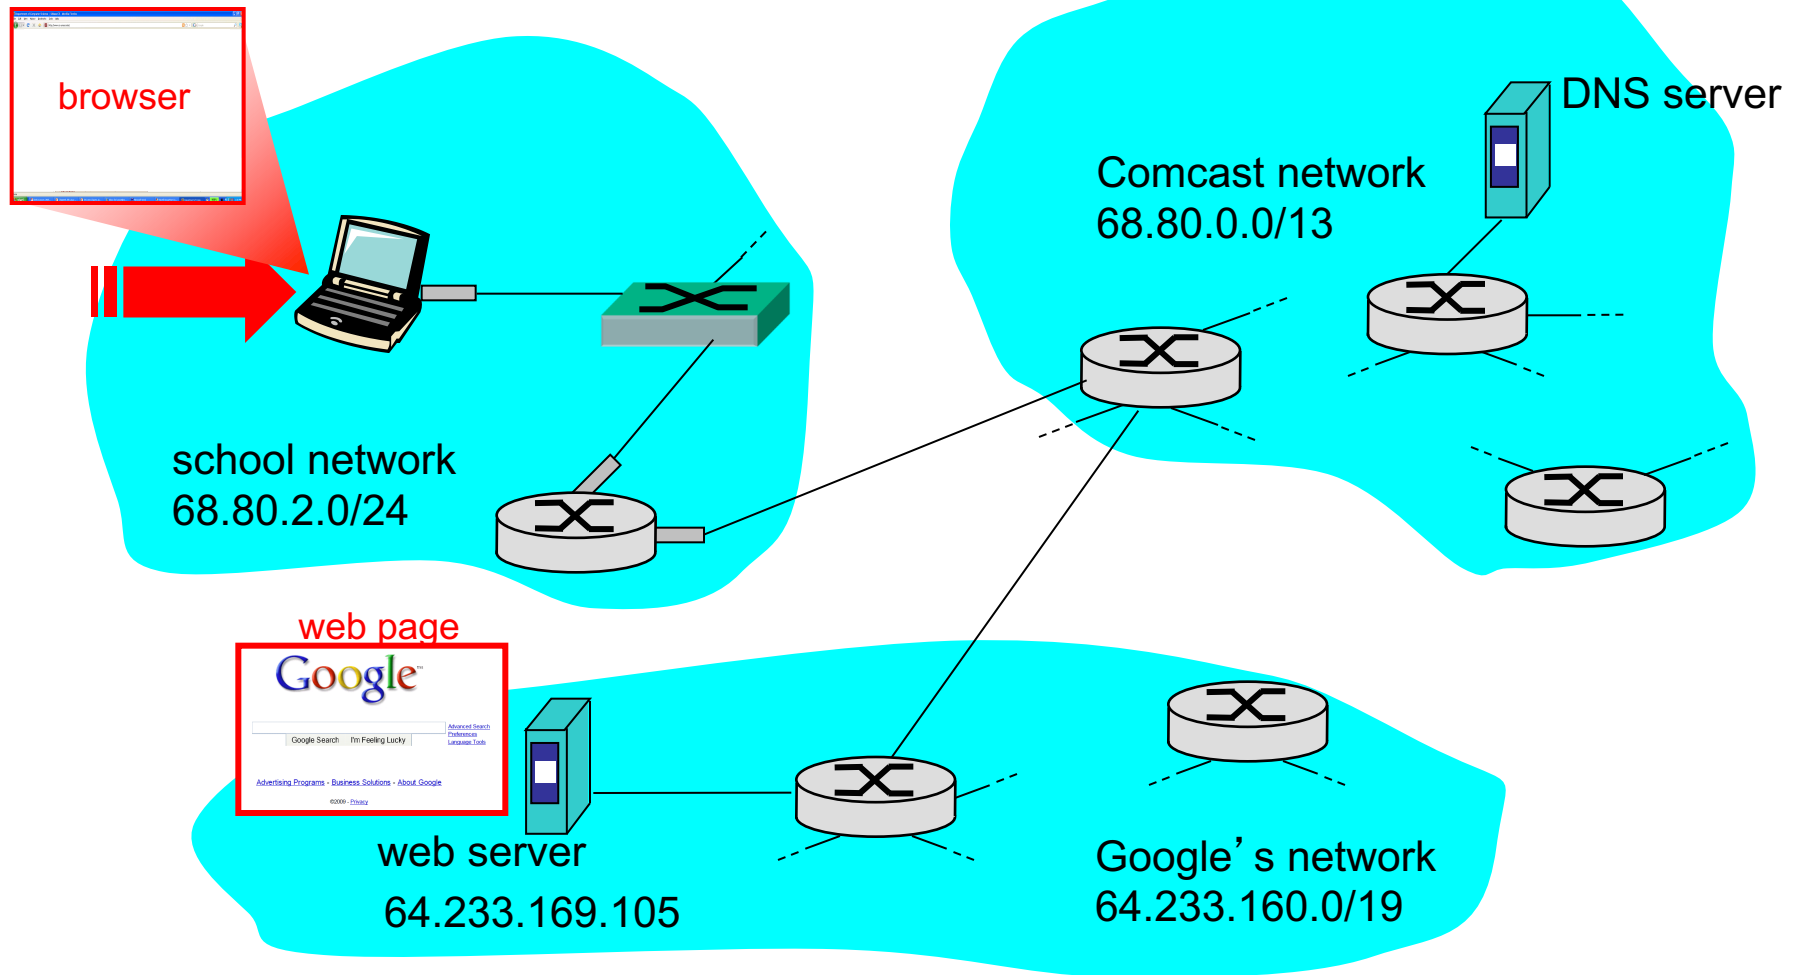 browser
DNS server
Comcast network
68.80.0.0/13
school network
68.80.2.0/24
web page
Google
Advanced Search
Preferences
Language Tools
Google Search I'm Feeling Lucky
Advertising Programs - Business Solutions - About Google
©2009 - Privacy
web server
64.233.169.105
Google’s network
64.233.160.0/19